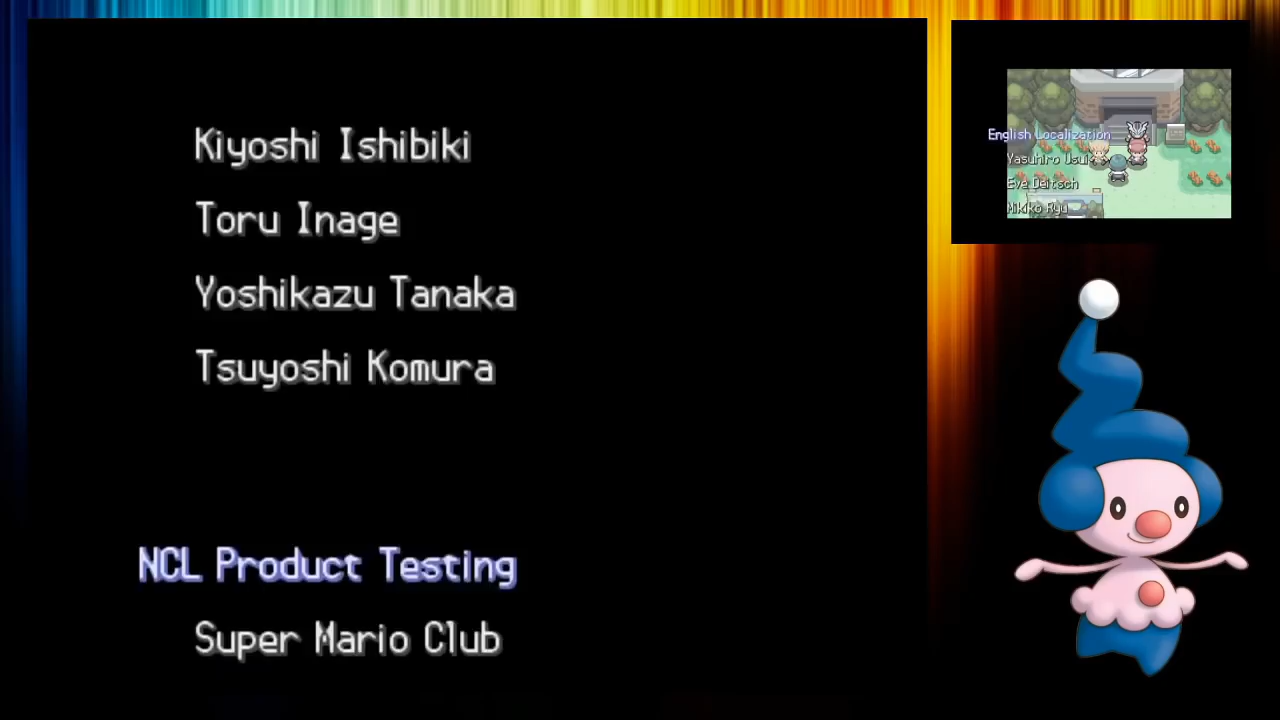 Kiyoshi Ishibiki
Toru Inage
Yoshikazu Tanaka
Tsuyoshi Komura
NCL Product Testing
Super Mario Club
English Localization
Yasuhiro Usui
Eve Deitsch
Mikiko Ryu